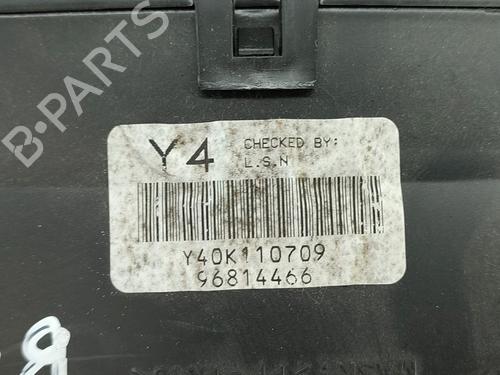 Y4 CHECKED BY:
L.S.N
Y40K110709
96814466
B-PARTS